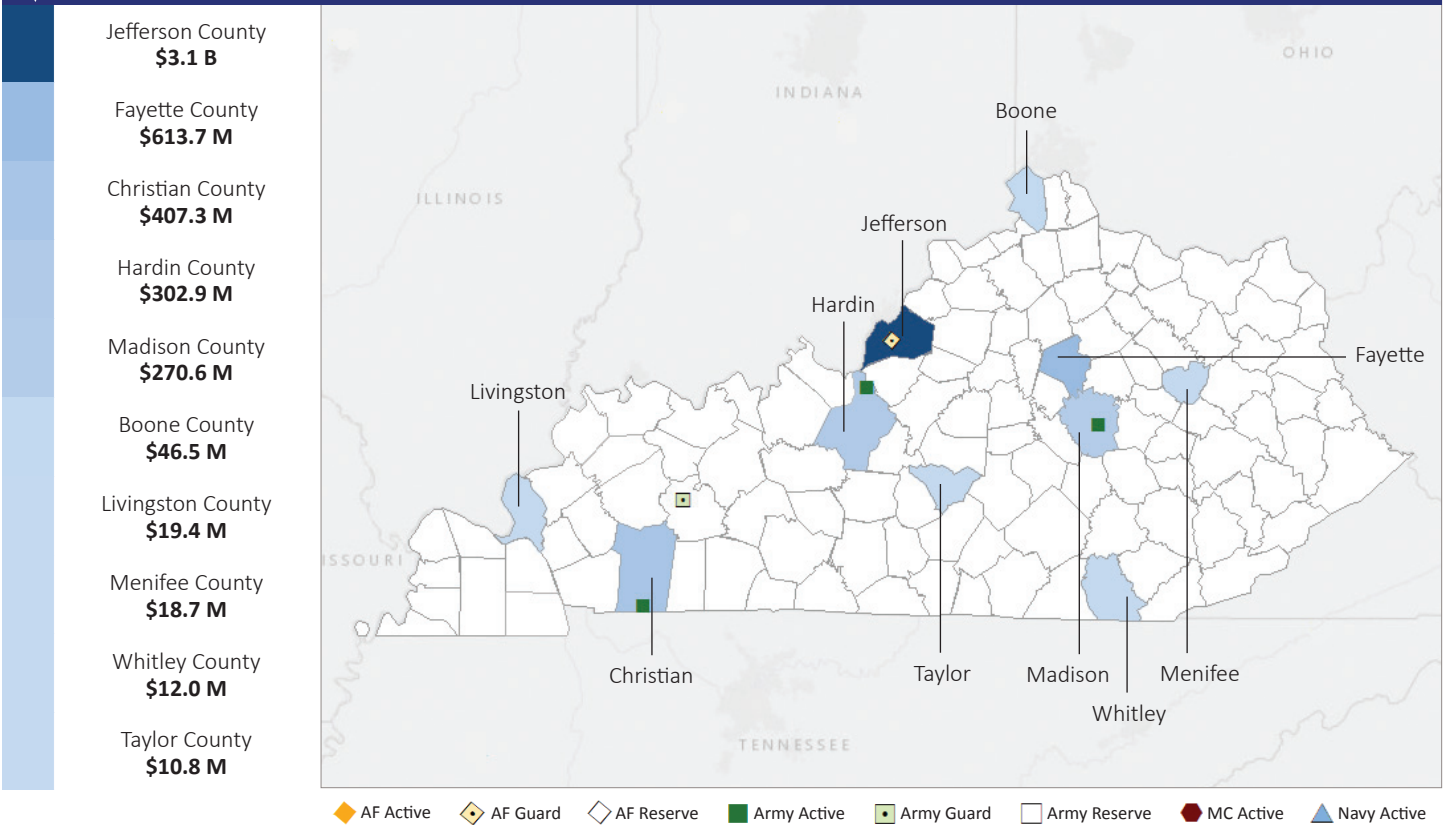 Jefferson County
$3.1 B
Fayette County
$613.7 M
Christian County
$407.3 M
Hardin County
$302.9 M
Madison County
$270.6 M
Boone County
$46.5 M
Livingston County
$19.4 M
Menifee County
$18.7 M
Whitley County
$12.0 M
Taylor County
$10.8 M
OHIO
INDIANA
Boone
ILLINOIS
Jefferson
Hardin
Fayette
Livingston
ISSOURI
Christian
Taylor
Madison
Menifee
Whitley
TENNESSEE
AF Active
AF Guard
AF Reserve
Army Active
Army Guard
Army Reserve
MC Active
Navy Active